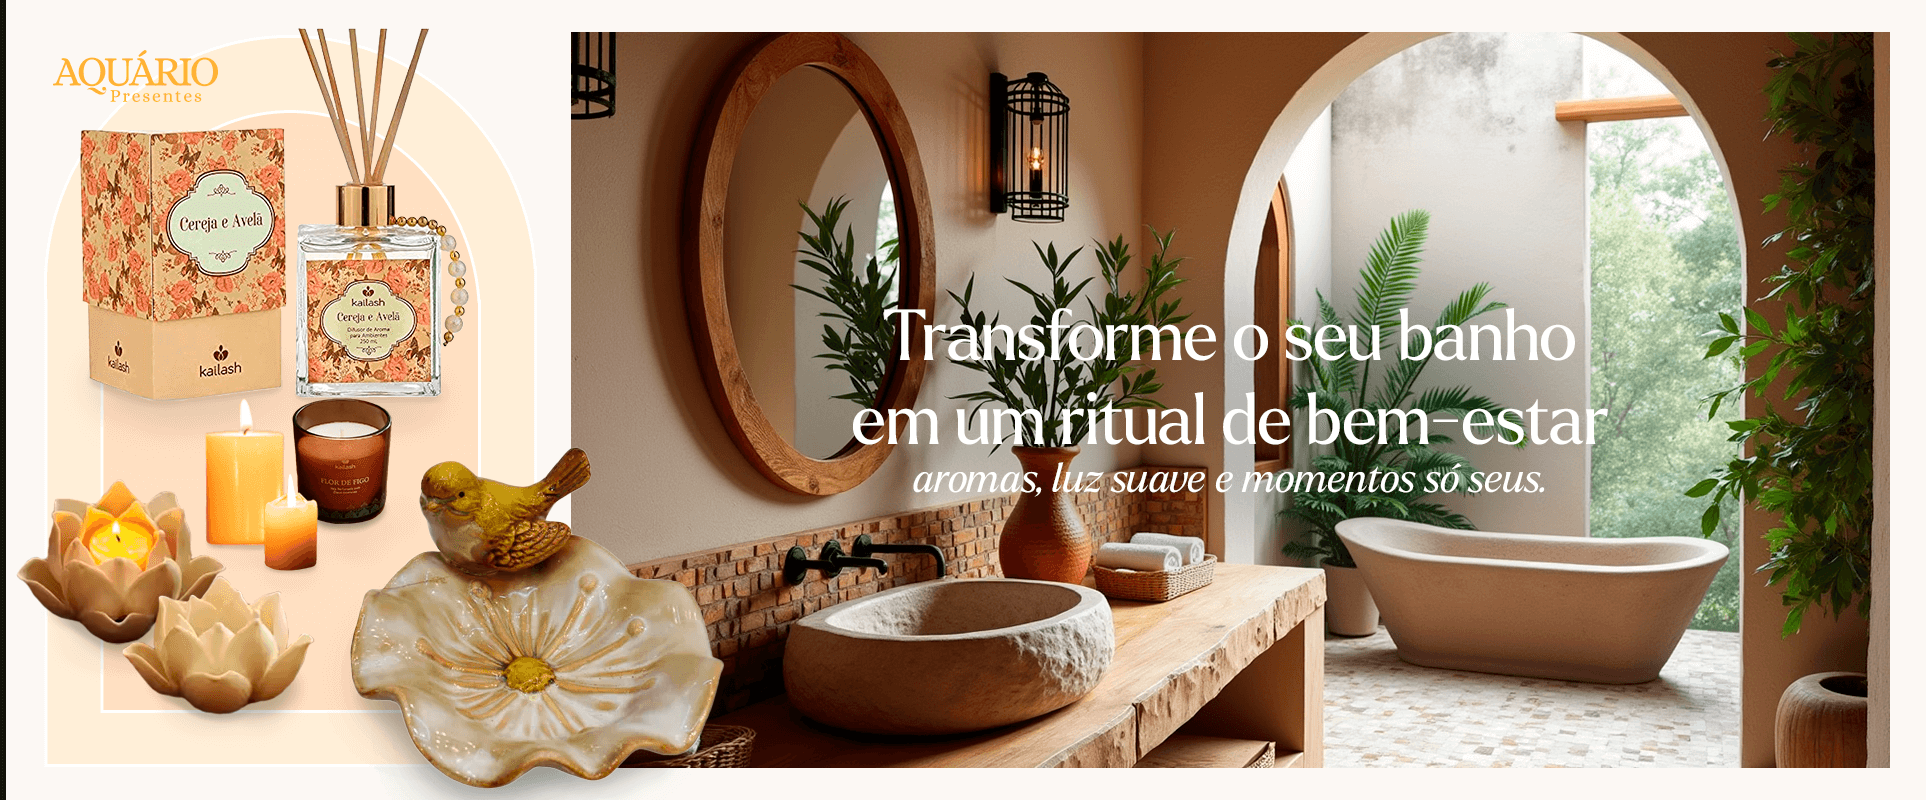 AQUÁRIO
Presentes
Cereja e Avelã
kailash
kailash
kailash
Cereja e Avelã
Difusor de Aroma
para Ambientes
250 mL
kailash
FLOR DE FIGO
Transforme o seu banho
em um ritual de bem-estar
aromas, luz suave e momentos só seus.